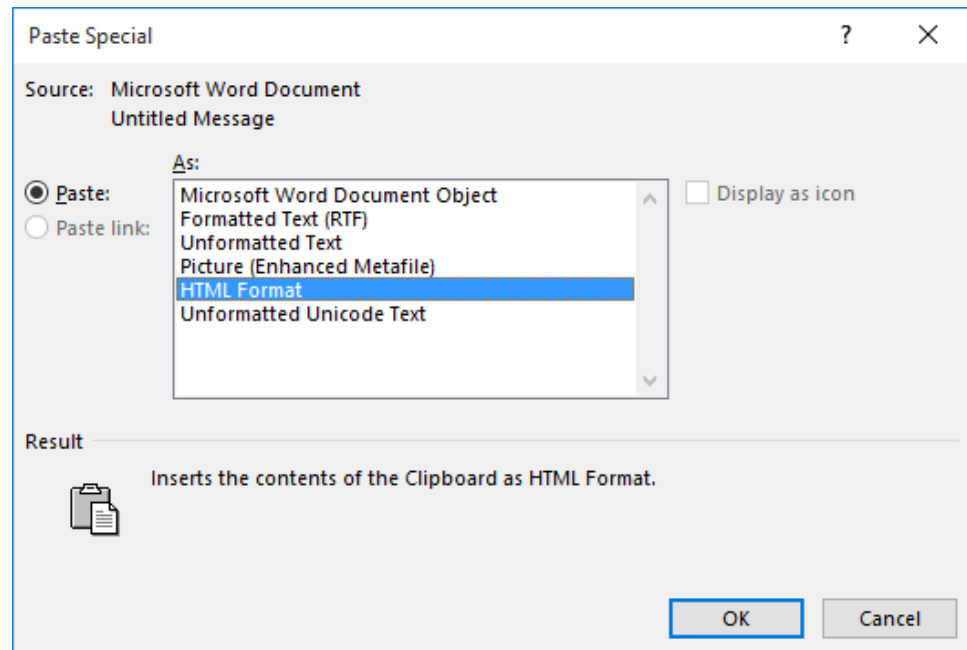 Paste Special
?
Source: Microsoft Word Document
Untitled Message
As:
Paste:
Paste link:
Microsoft Word Document Object
Formatted Text (RTF)
Unformatted Text
Picture (Enhanced Metafile)
HTML Format
Unformatted Unicode Text
Display as icon
Result
Inserts the contents of the Clipboard as HTML Format.
OK
Cancel